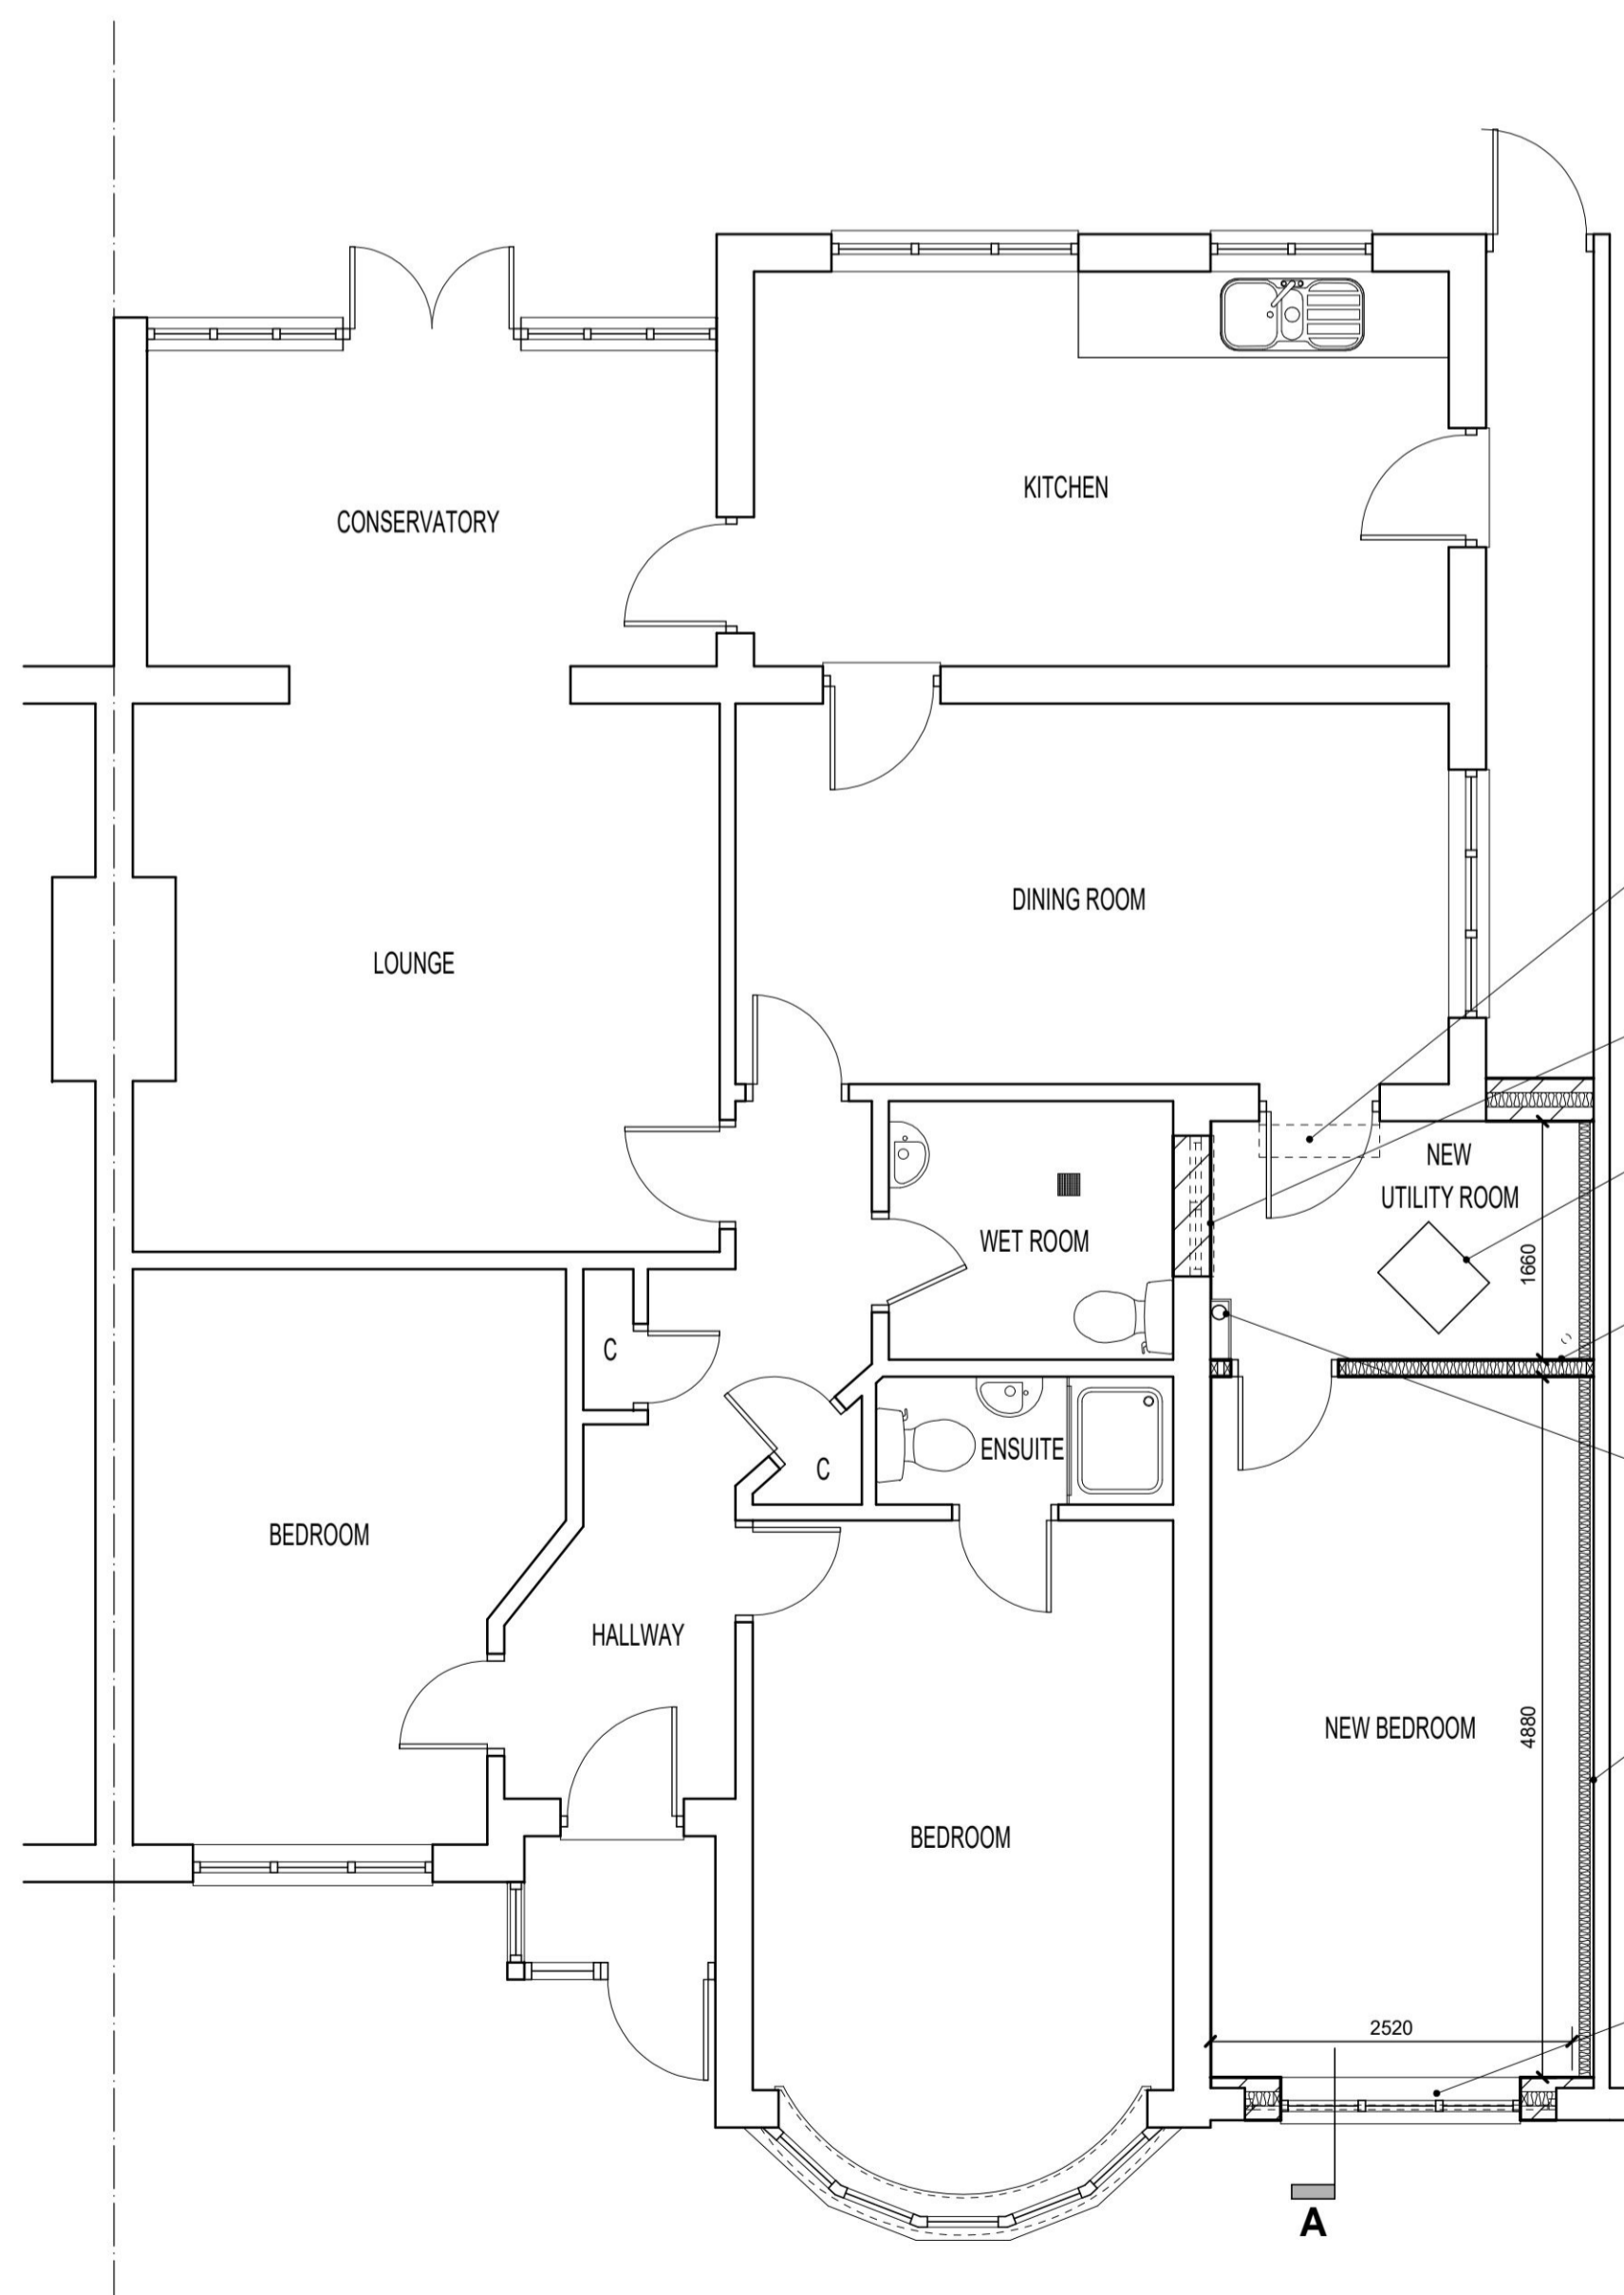 KITCHEN
CONSERVATORY
DINING ROOM
LOUNGE
NEW
UTILITY ROOM
WET ROOM
1660
C
ENSUITE
C
BEDROOM
HALLWAY
NEW BEDROOM
4880
BEDROOM
2520
A